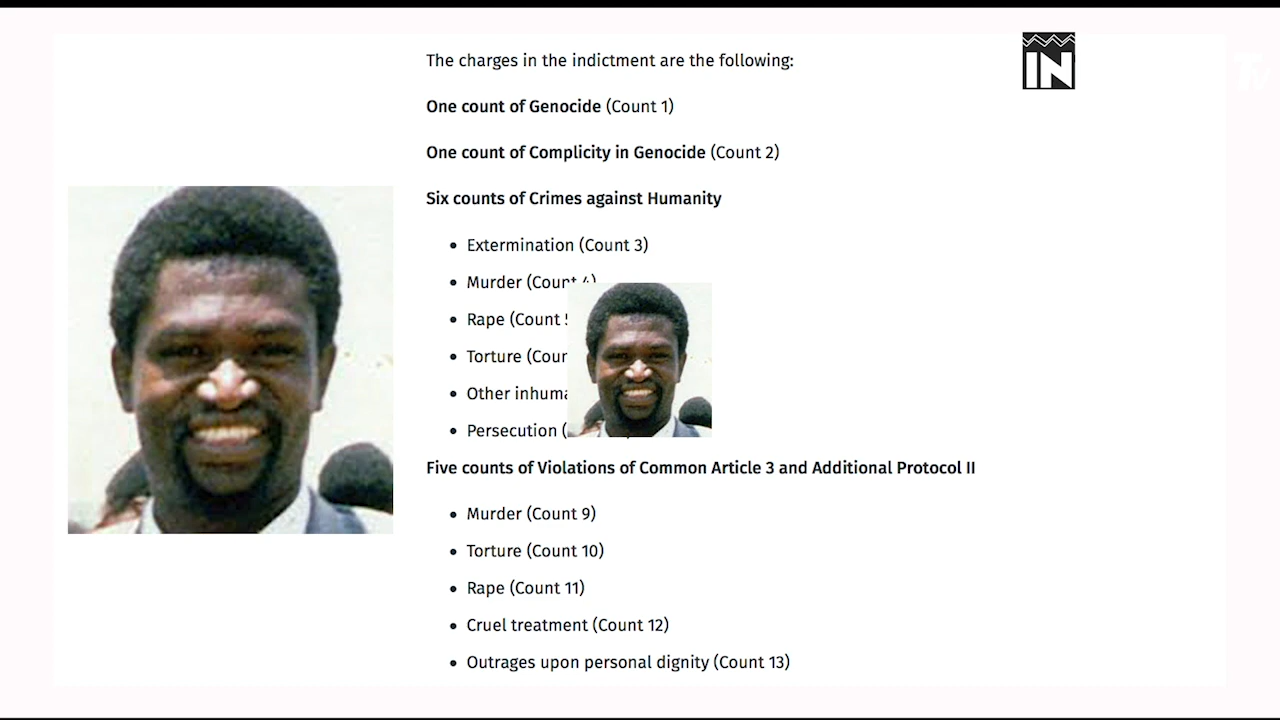 The charges in the indictment are the following:
IN
One count of Genocide (Count 1)
One count of Complicity in Genocide (Count 2)
Six counts of Crimes against Humanity
• Extermination (Count 3)
• Murder (Count 4)
• Rape (Count
• Torture
• Other
• Persecution (
Five counts of Violations of Common Article 3 and Additional Protocol II
• Murder (Count 9)
• Torture (Count 10)
• Rape (Count 11)
• Cruel treatment (Count 12)
• Outrages upon personal dignity (Count 13)